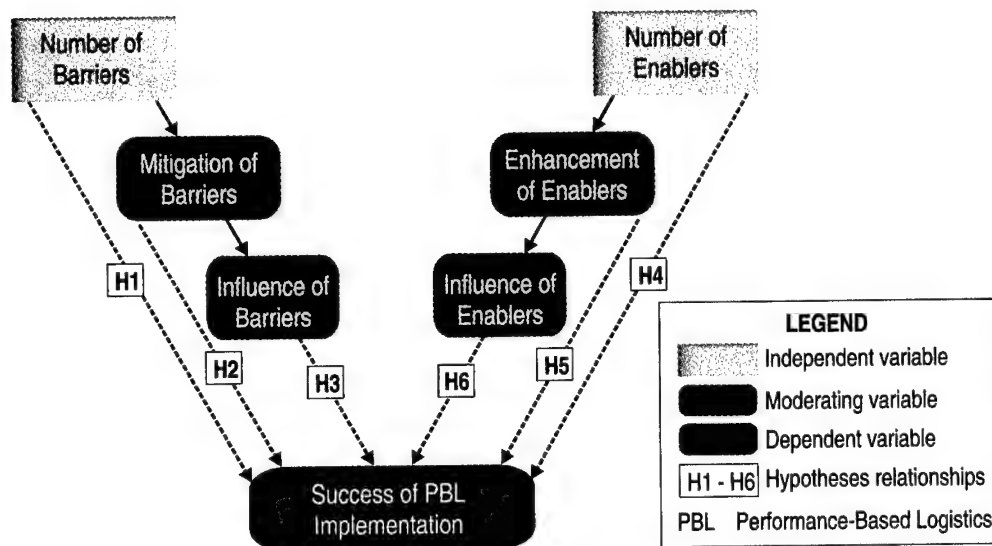 Number of
Barriers
Number of
Enablers
Mitigation of
Barriers
Enhancement
of Enablers
Influence of
Barriers
Influence of
Enablers
H1
H2
H3
H6
H5
H4
Success of PBL
Implementation
LEGEND
Independent variable
Moderating variable
Dependent variable
H1 - H6 Hypotheses relationships
PBL Performance-Based Logistics